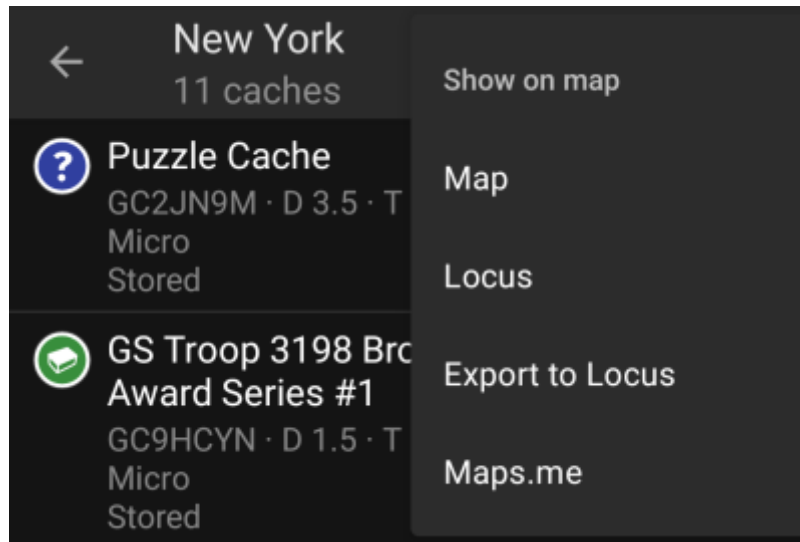 New York
11 caches
? Puzzle Cache
GC2JN9M · D 3.5 · T
Micro
Stored
GS Troop 3198 Brc
Award Series #1
GC9HCYN · D 1.5 · T
Micro
Stored
Show on map
Map
Locus
Export to Locus
Maps.me